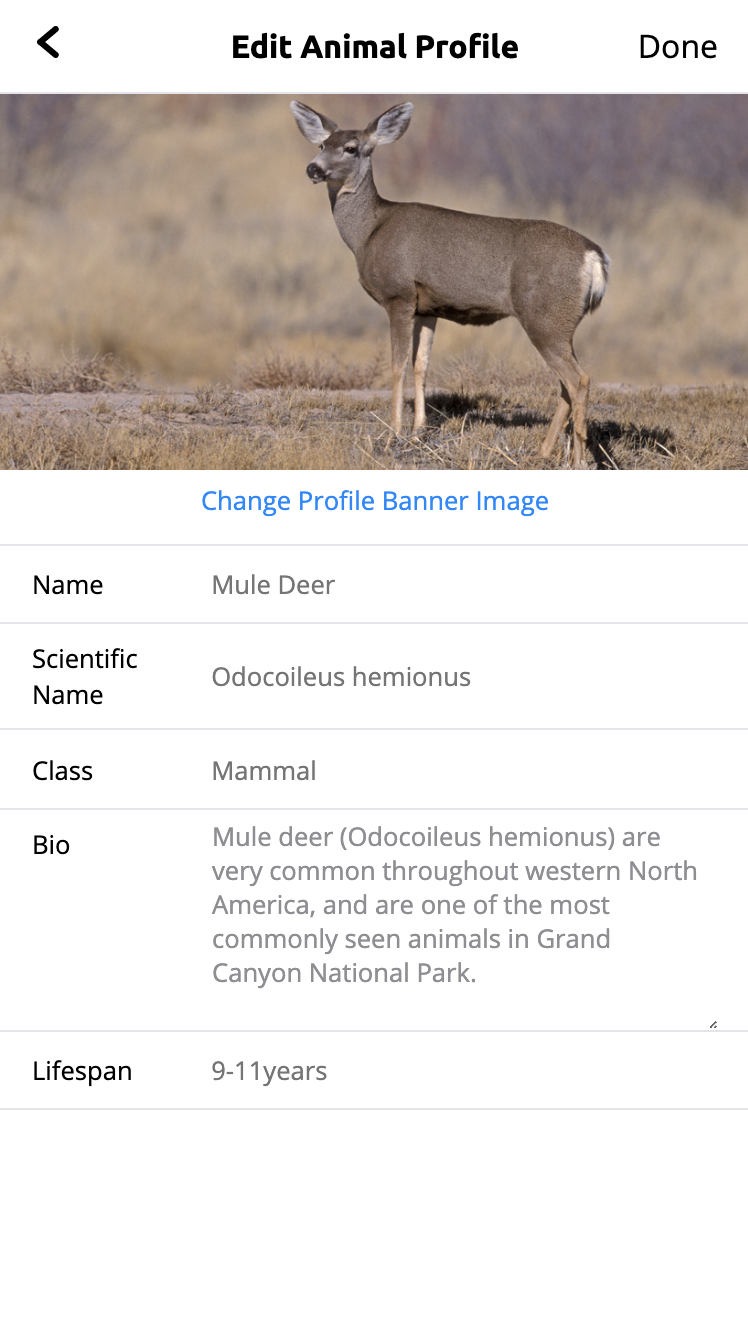 Edit Animal Profile
Done
Change Profile Banner Image
Name
Mule Deer
Scientific
Name
Odocoileus hemionus
Class
Mammal
Bio
Mule deer (Odocoileus hemionus) are
very common throughout western North
America, and are one of the most
commonly seen animals in Grand
Canyon National Park.
Lifespan
9-11years